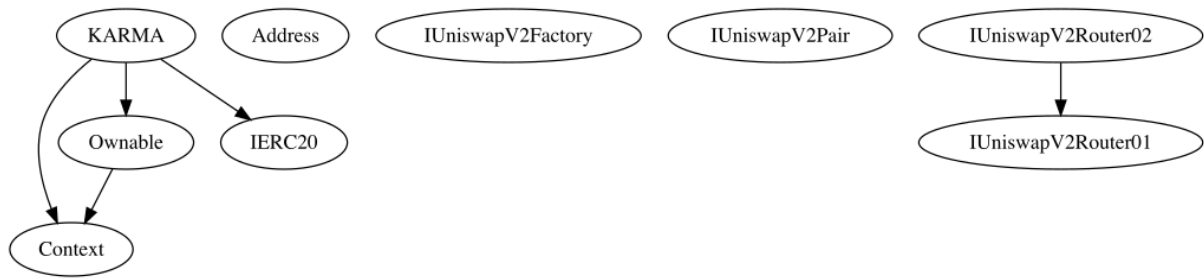 KARMA
Address
IUniswapV2Factory
IUniswapV2Pair
IUniswapV2Router02
Ownable
IERC20
IUniswapV2Router01
Context